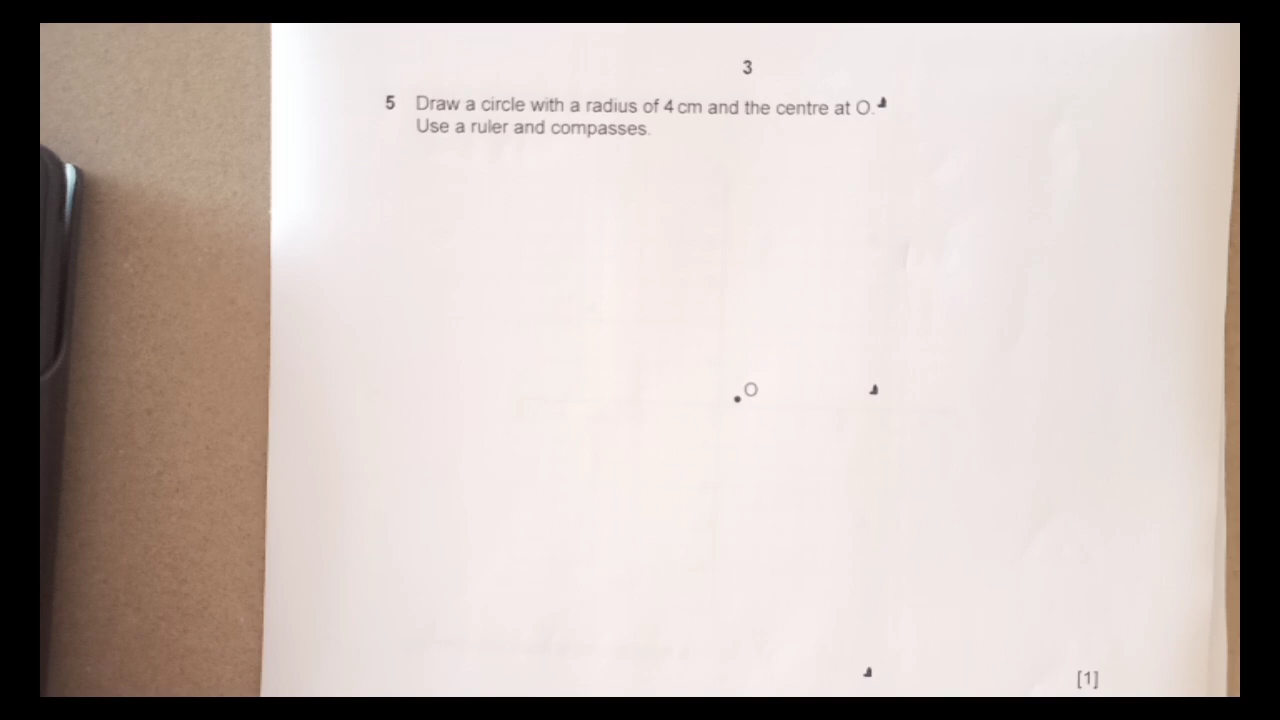 3
5 Draw a circle with a radius of 4 cm and the centre at O.
Use a ruler and compasses.
O
[1]